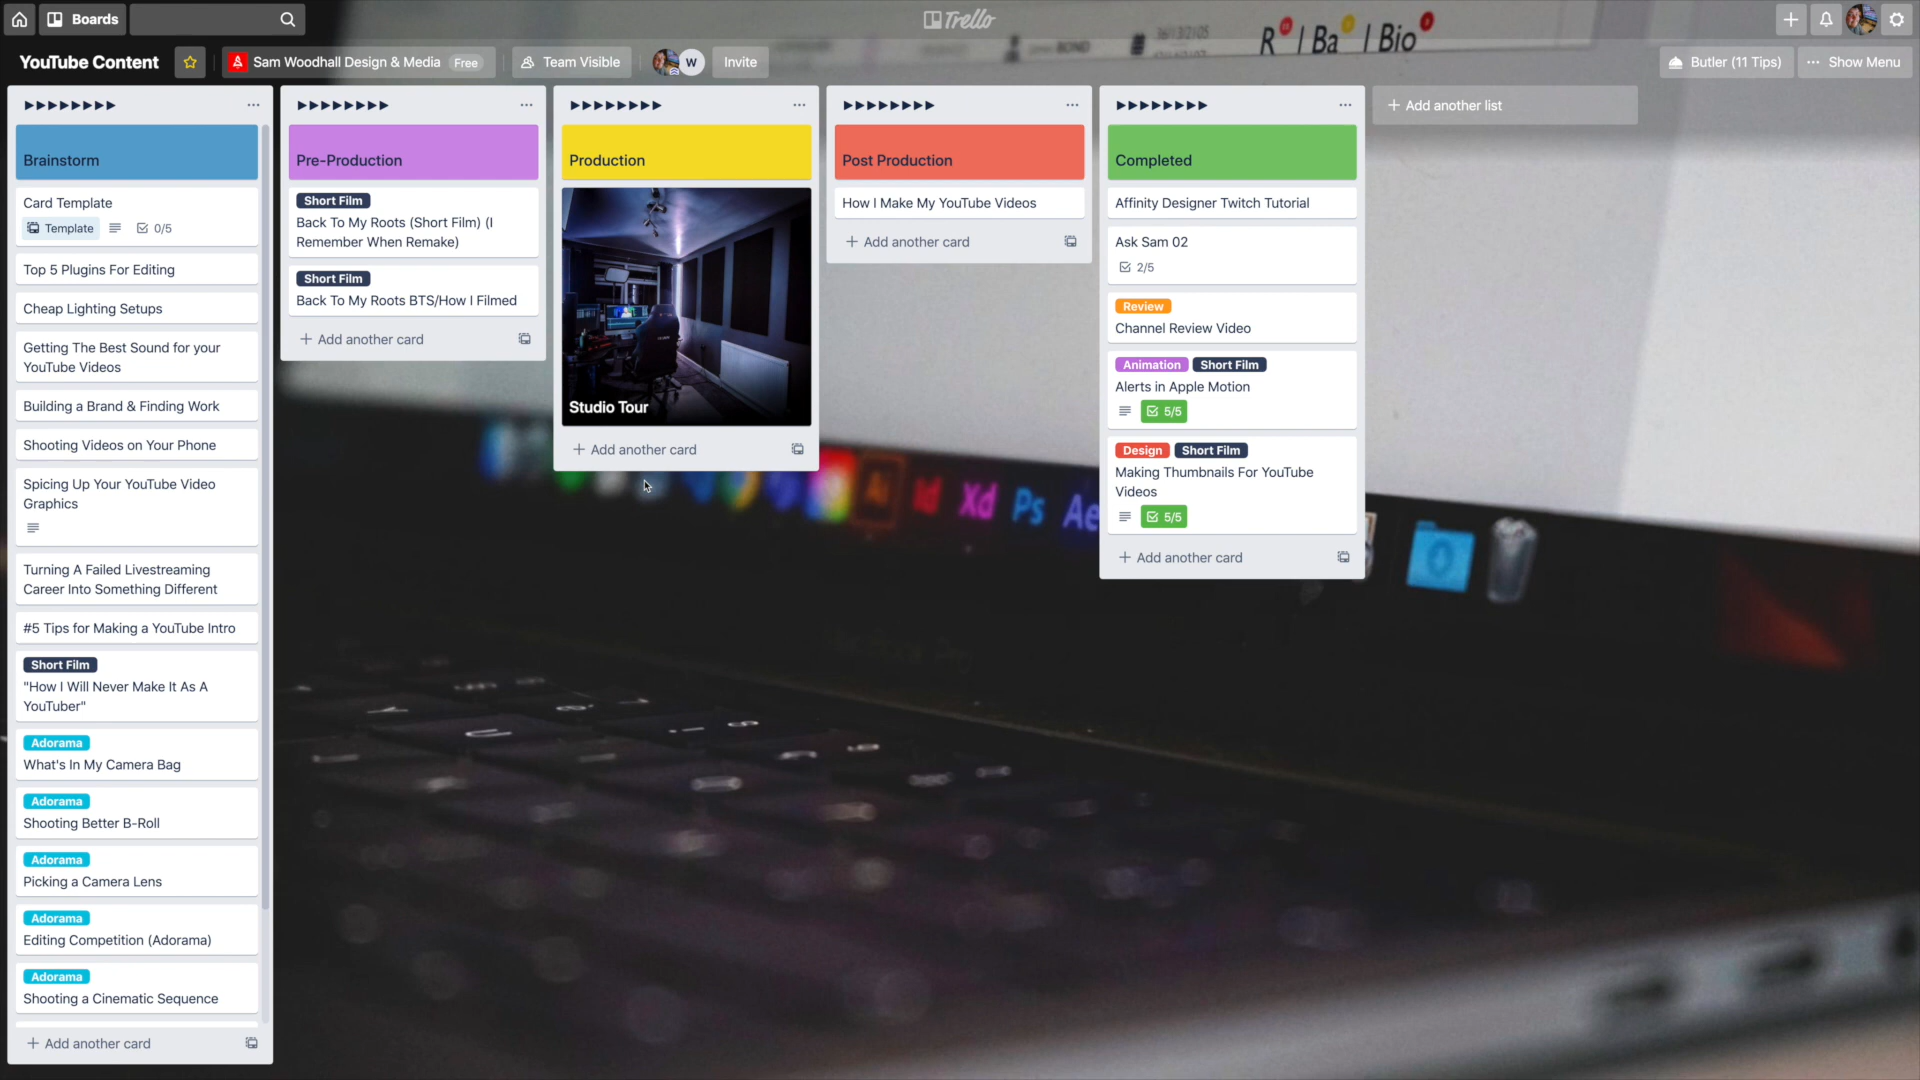 Boards
Trello
YouTube Content
Sam Woodhall Design & Media Free
Team Visible
W
Invite
Butler (11 Tips)
Show Menu
Brainstorm
Card Template
Template
0/5
Top 5 Plugins For Editing
Cheap Lighting Setups
Getting The Best Sound for your
YouTube Videos
Building a Brand & Finding Work
Shooting Videos on Your Phone
Spicing Up Your YouTube Video
Graphics
Turning A Failed Livestreaming
Career Into Something Different
#5 Tips for Making a YouTube Intro
Short Film
"How I Will Never Make It As A
YouTuber"
Adorama
What's In My Camera Bag
Adorama
Shooting Better B-Roll
Adorama
Picking a Camera Lens
Adorama
Editing Competition (Adorama)
Adorama
Shooting a Cinematic Sequence
+ Add another card
Pre-Production
Short Film
Back To My Roots (Short Film) (I
Remember When Remake)
Short Film
Back To My Roots BTS/How I Filmed
+ Add another card
Production
Studio Tour
+ Add another card
Post Production
How I Make My YouTube Videos
+ Add another card
Completed
Affinity Designer Twitch Tutorial
Ask Sam 02
2/5
Review
Channel Review Video
Animation Short Film
Alerts in Apple Motion
5/5
Design Short Film
Making Thumbnails For YouTube
Videos
5/5
+ Add another card
+ Add another list
R | Ba | Bio
Ai Id Xd Ps Ae